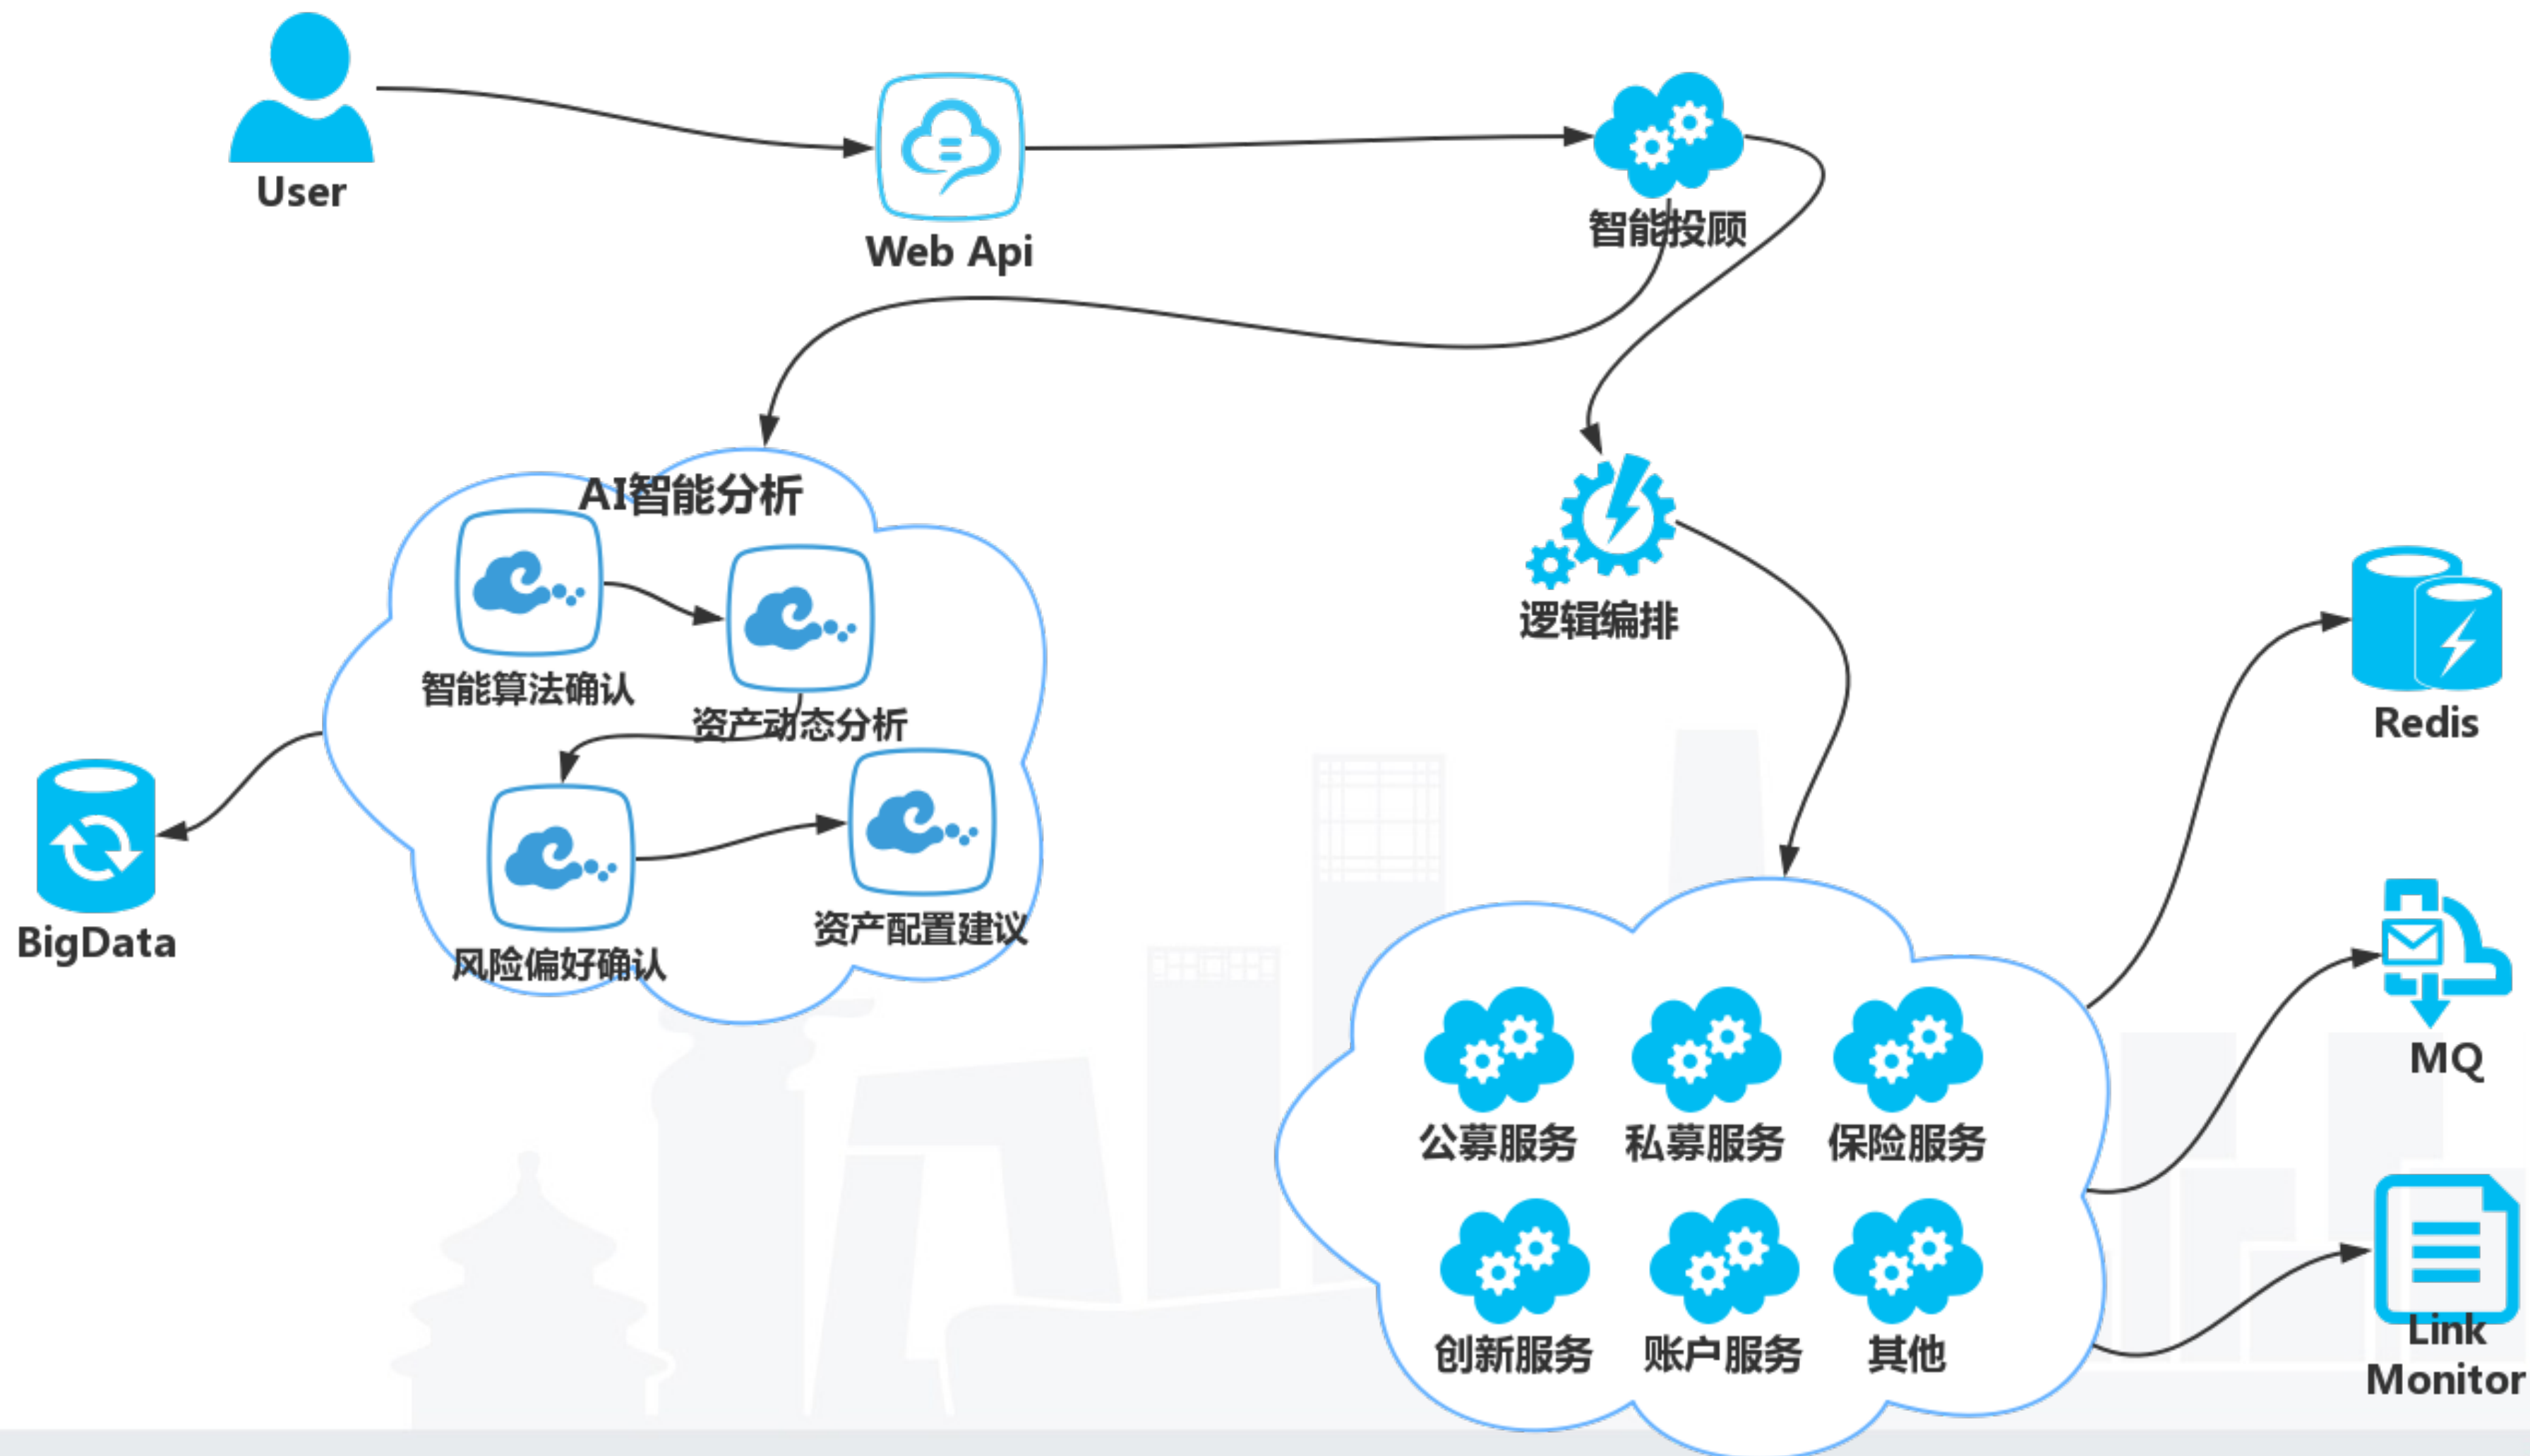 User
Web Api
智能投顾
AI智能分析
智能算法确认
资产动态分析
风险偏好确认
资产配置建议
BigData
逻辑编排
公募服务
私募服务
保险服务
创新服务
账户服务
其他
Redis
MQ
Link
Monitor